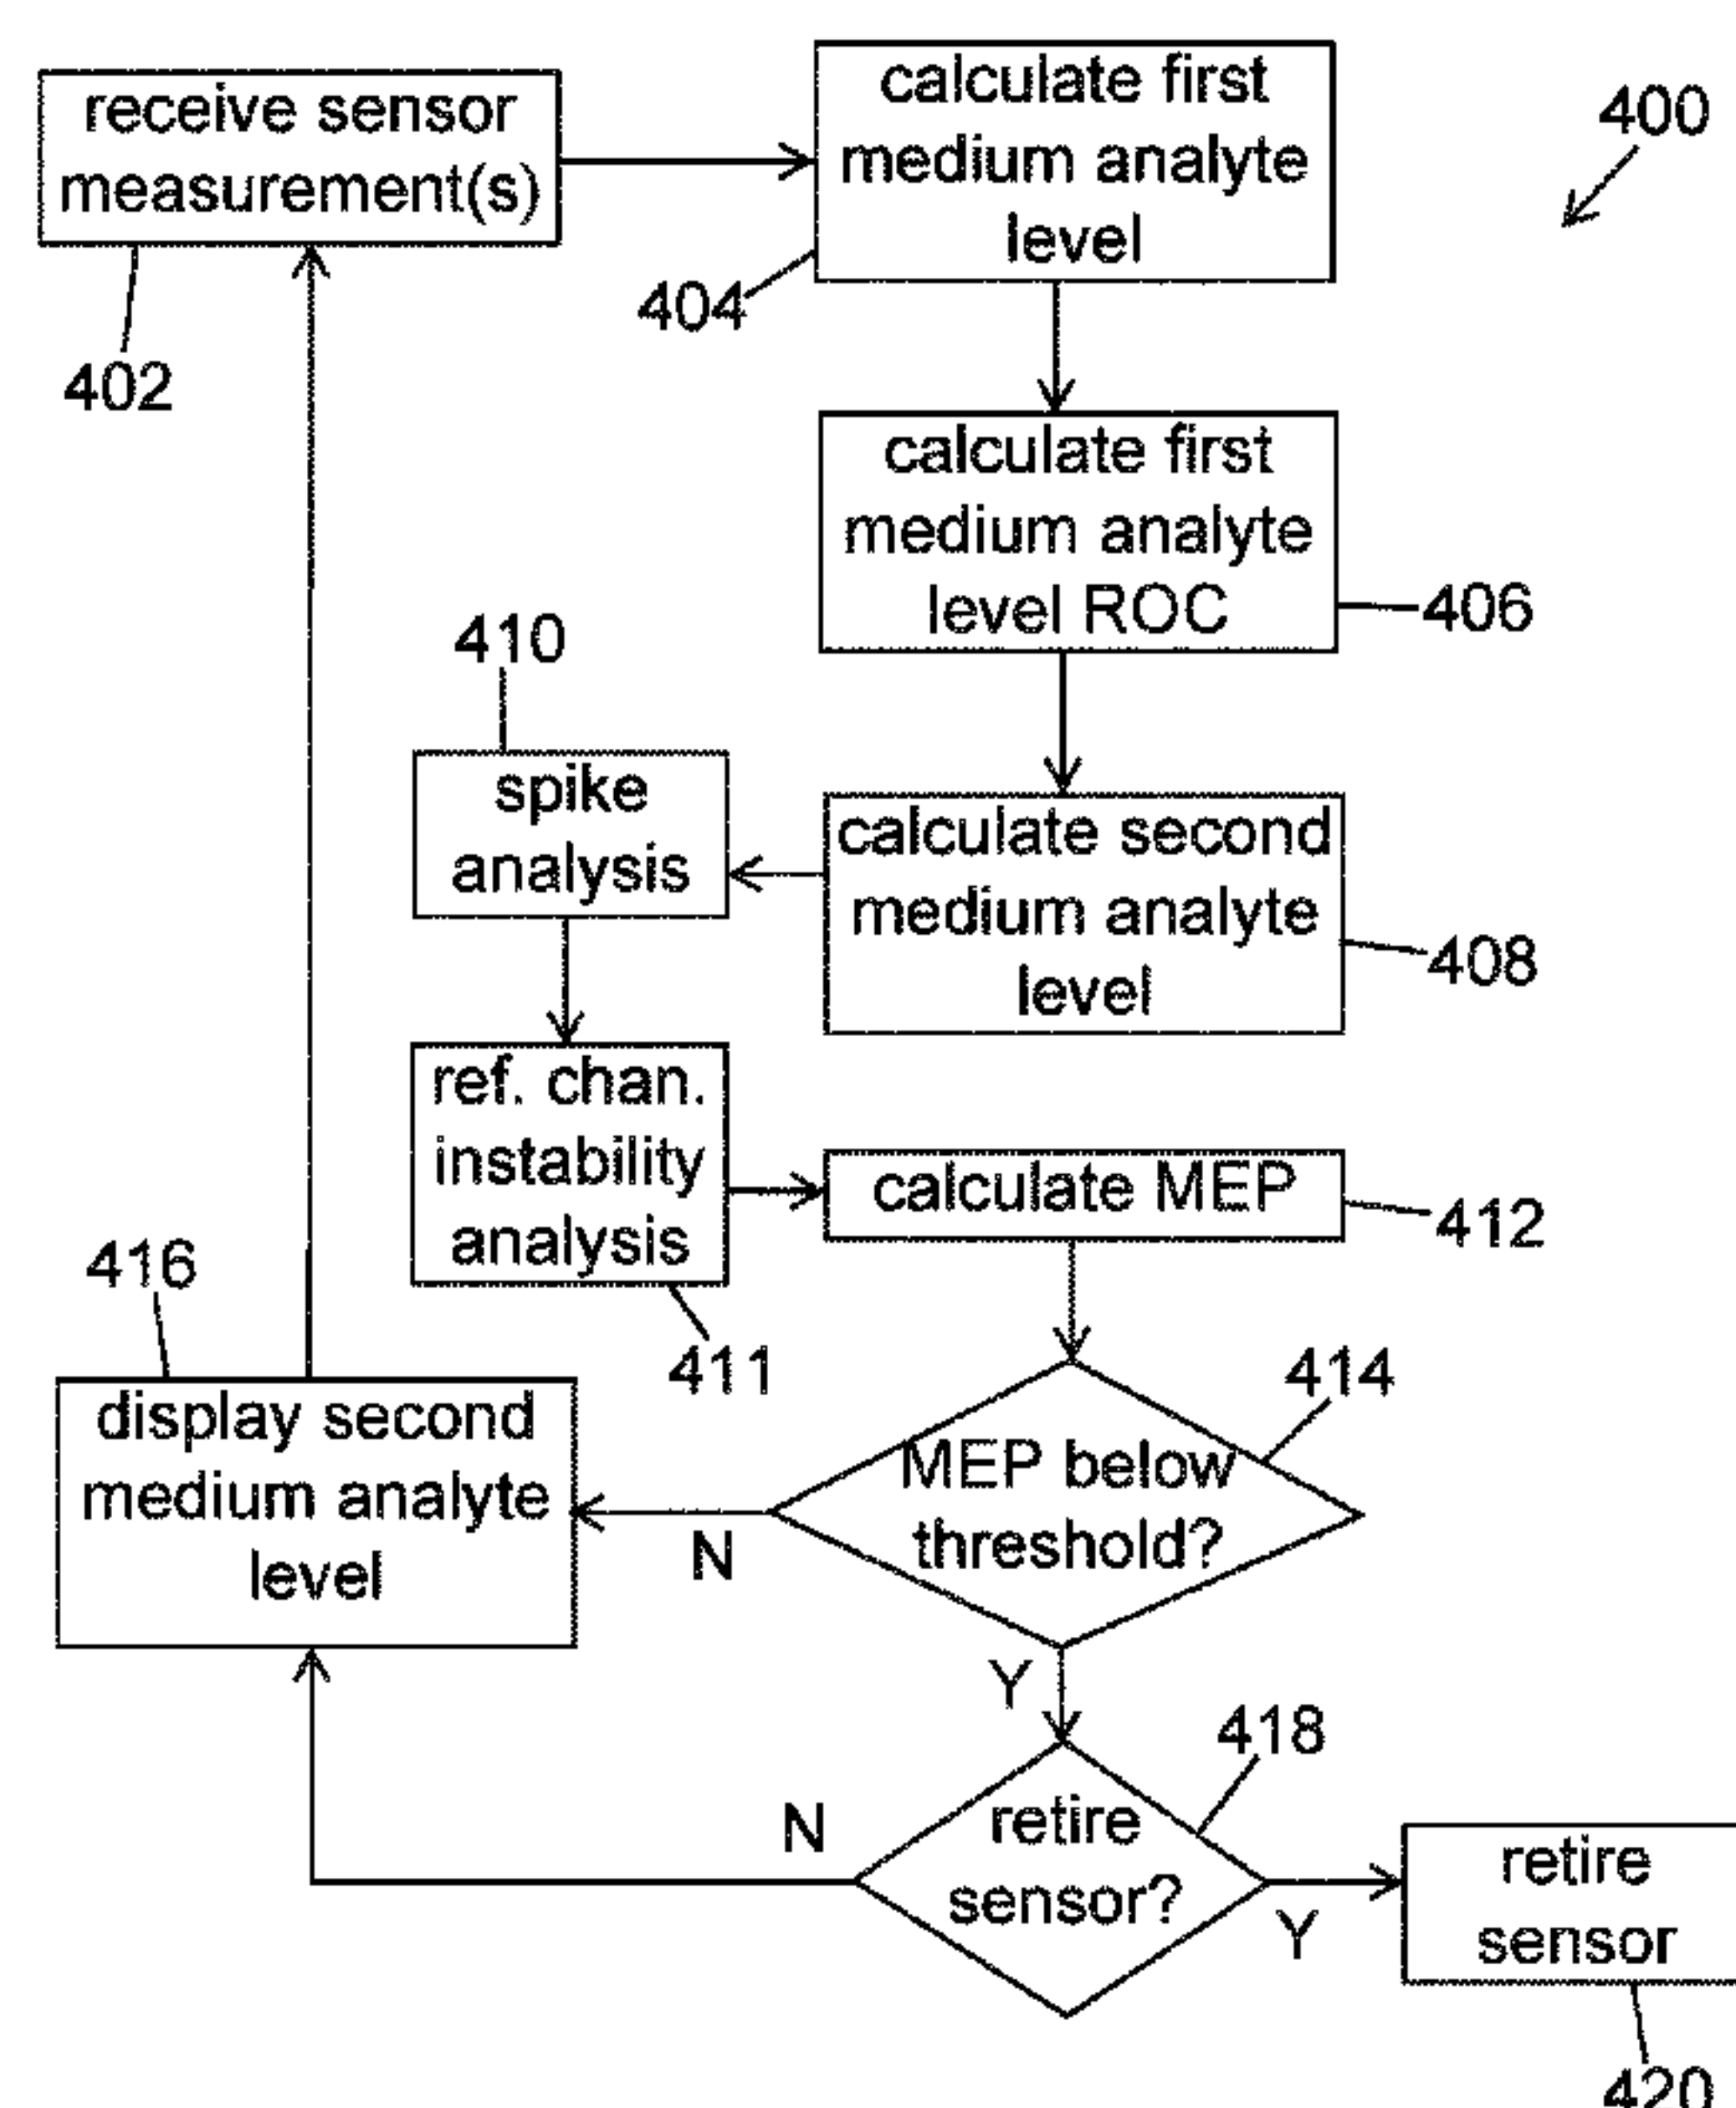 receive sensor
measurement(s)
402
calculate first
medium analyte
level
404
400
calculate first
medium analyte
level ROC
406
410
spike
analysis
calculate second
medium analyte
level
408
ref. chan.
instability
analysis
411
calculate MEP
412
416
display second
medium analyte
level
MEP below
threshold?
414
N
Y
retire
sensor?
418
N
Y
retire
sensor
420